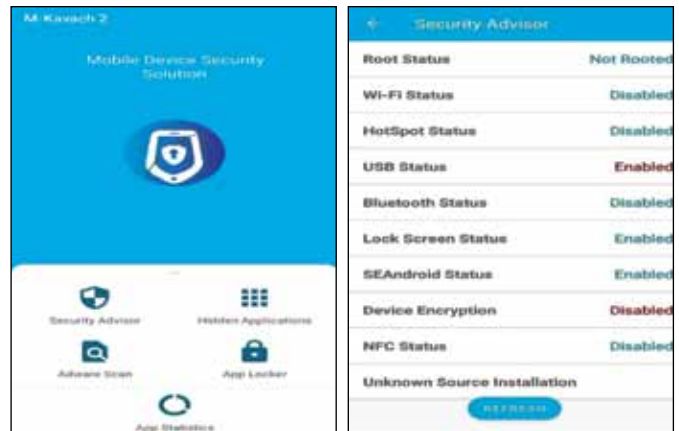 M-Kavach 2
Mobile Device Security
Solution
Security Advisor
Hidden Applications
Adware Scan
App Locker
App Statistics
Security Advisor
Root Status Not Rooted
Wi-Fi Status Disabled
HotSpot Status Disabled
USB Status Enabled
Bluetooth Status Disabled
Lock Screen Status Enabled
SEAndroid Status Enabled
Device Encryption Disabled
NFC Status Disabled
Unknown Source Installation
REFRESH